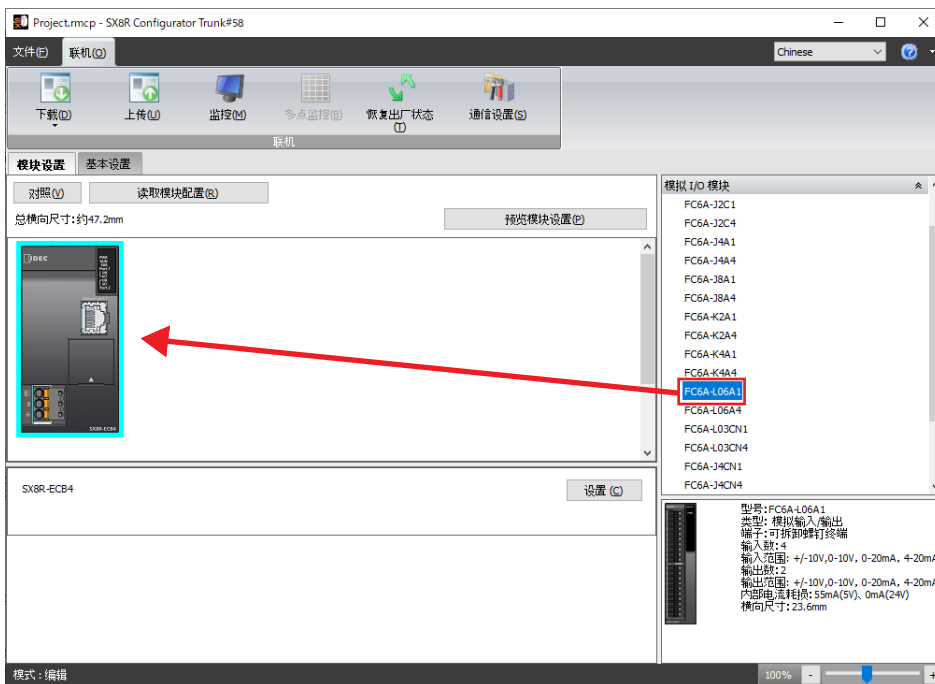 Project.rmcp - SX8R Configurator Trunk#58
文件(F) 联机(O) Chinese
下载(D) 上传(U) 监控(M) 多点监控(B) 恢复出厂状态(T) 通信设置(S)
联机
模块设置 基本设置
对照(V) 读取模块配置(R)
总横向尺寸:约47.2mm 预览模块设置(P)
IDEC
SX8R-ECB4
模拟 I/O 模块
FC6A-J2C1
FC6A-J2C4
FC6A-J4A1
FC6A-J4A4
FC6A-J8A1
FC6A-J8A4
FC6A-K2A1
FC6A-K2A4
FC6A-K4A1
FC6A-K4A4
FC6A-L06A1
FC6A-L06A4
FC6A-L03CN1
FC6A-L03CN4
FC6A-J4CN1
FC6A-J4CN4
SX8R-ECB4 设置 (C)
型号:FC6A-L06A1
类型: 模拟输入/输出
端子:可拆卸螺钉终端
输入数:4
输入范围: +/-10V,0-10V, 0-20mA, 4-20mA
输出数:2
输出范围: +/-10V,0-10V, 0-20mA, 4-20mA
内部电流耗损:55mA(5V)、0mA(24V)
横向尺寸:23.6mm
模式 : 编辑 100% - +